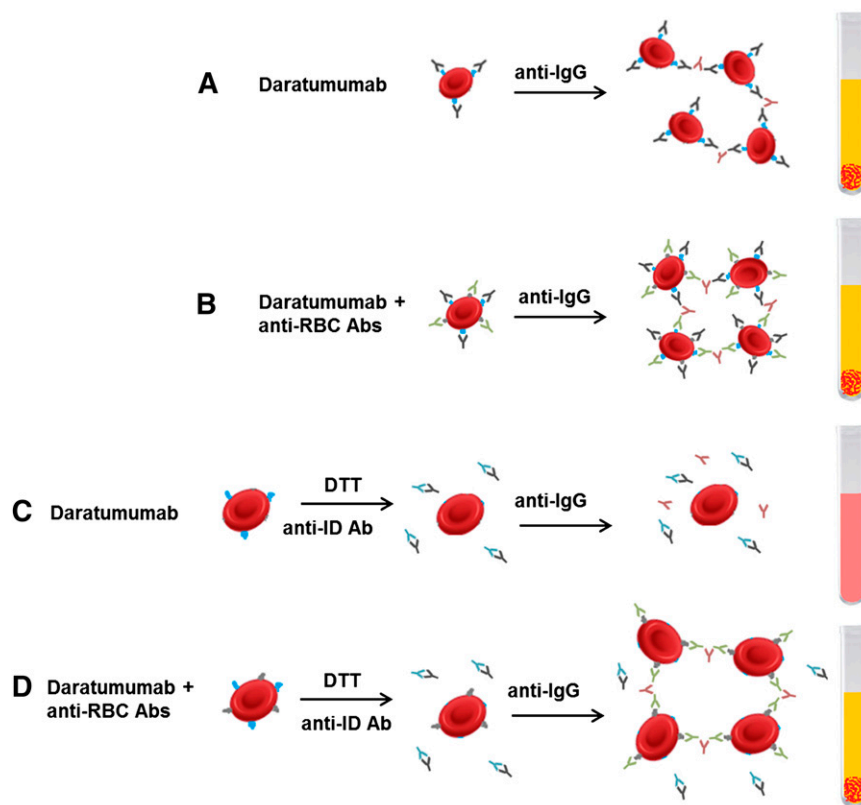 A Daratumumab anti-IgG
B Daratumumab + anti-RBC Abs anti-IgG
C Daratumumab DTT anti-ID Ab anti-IgG
D Daratumumab + anti-RBC Abs DTT anti-ID Ab anti-IgG